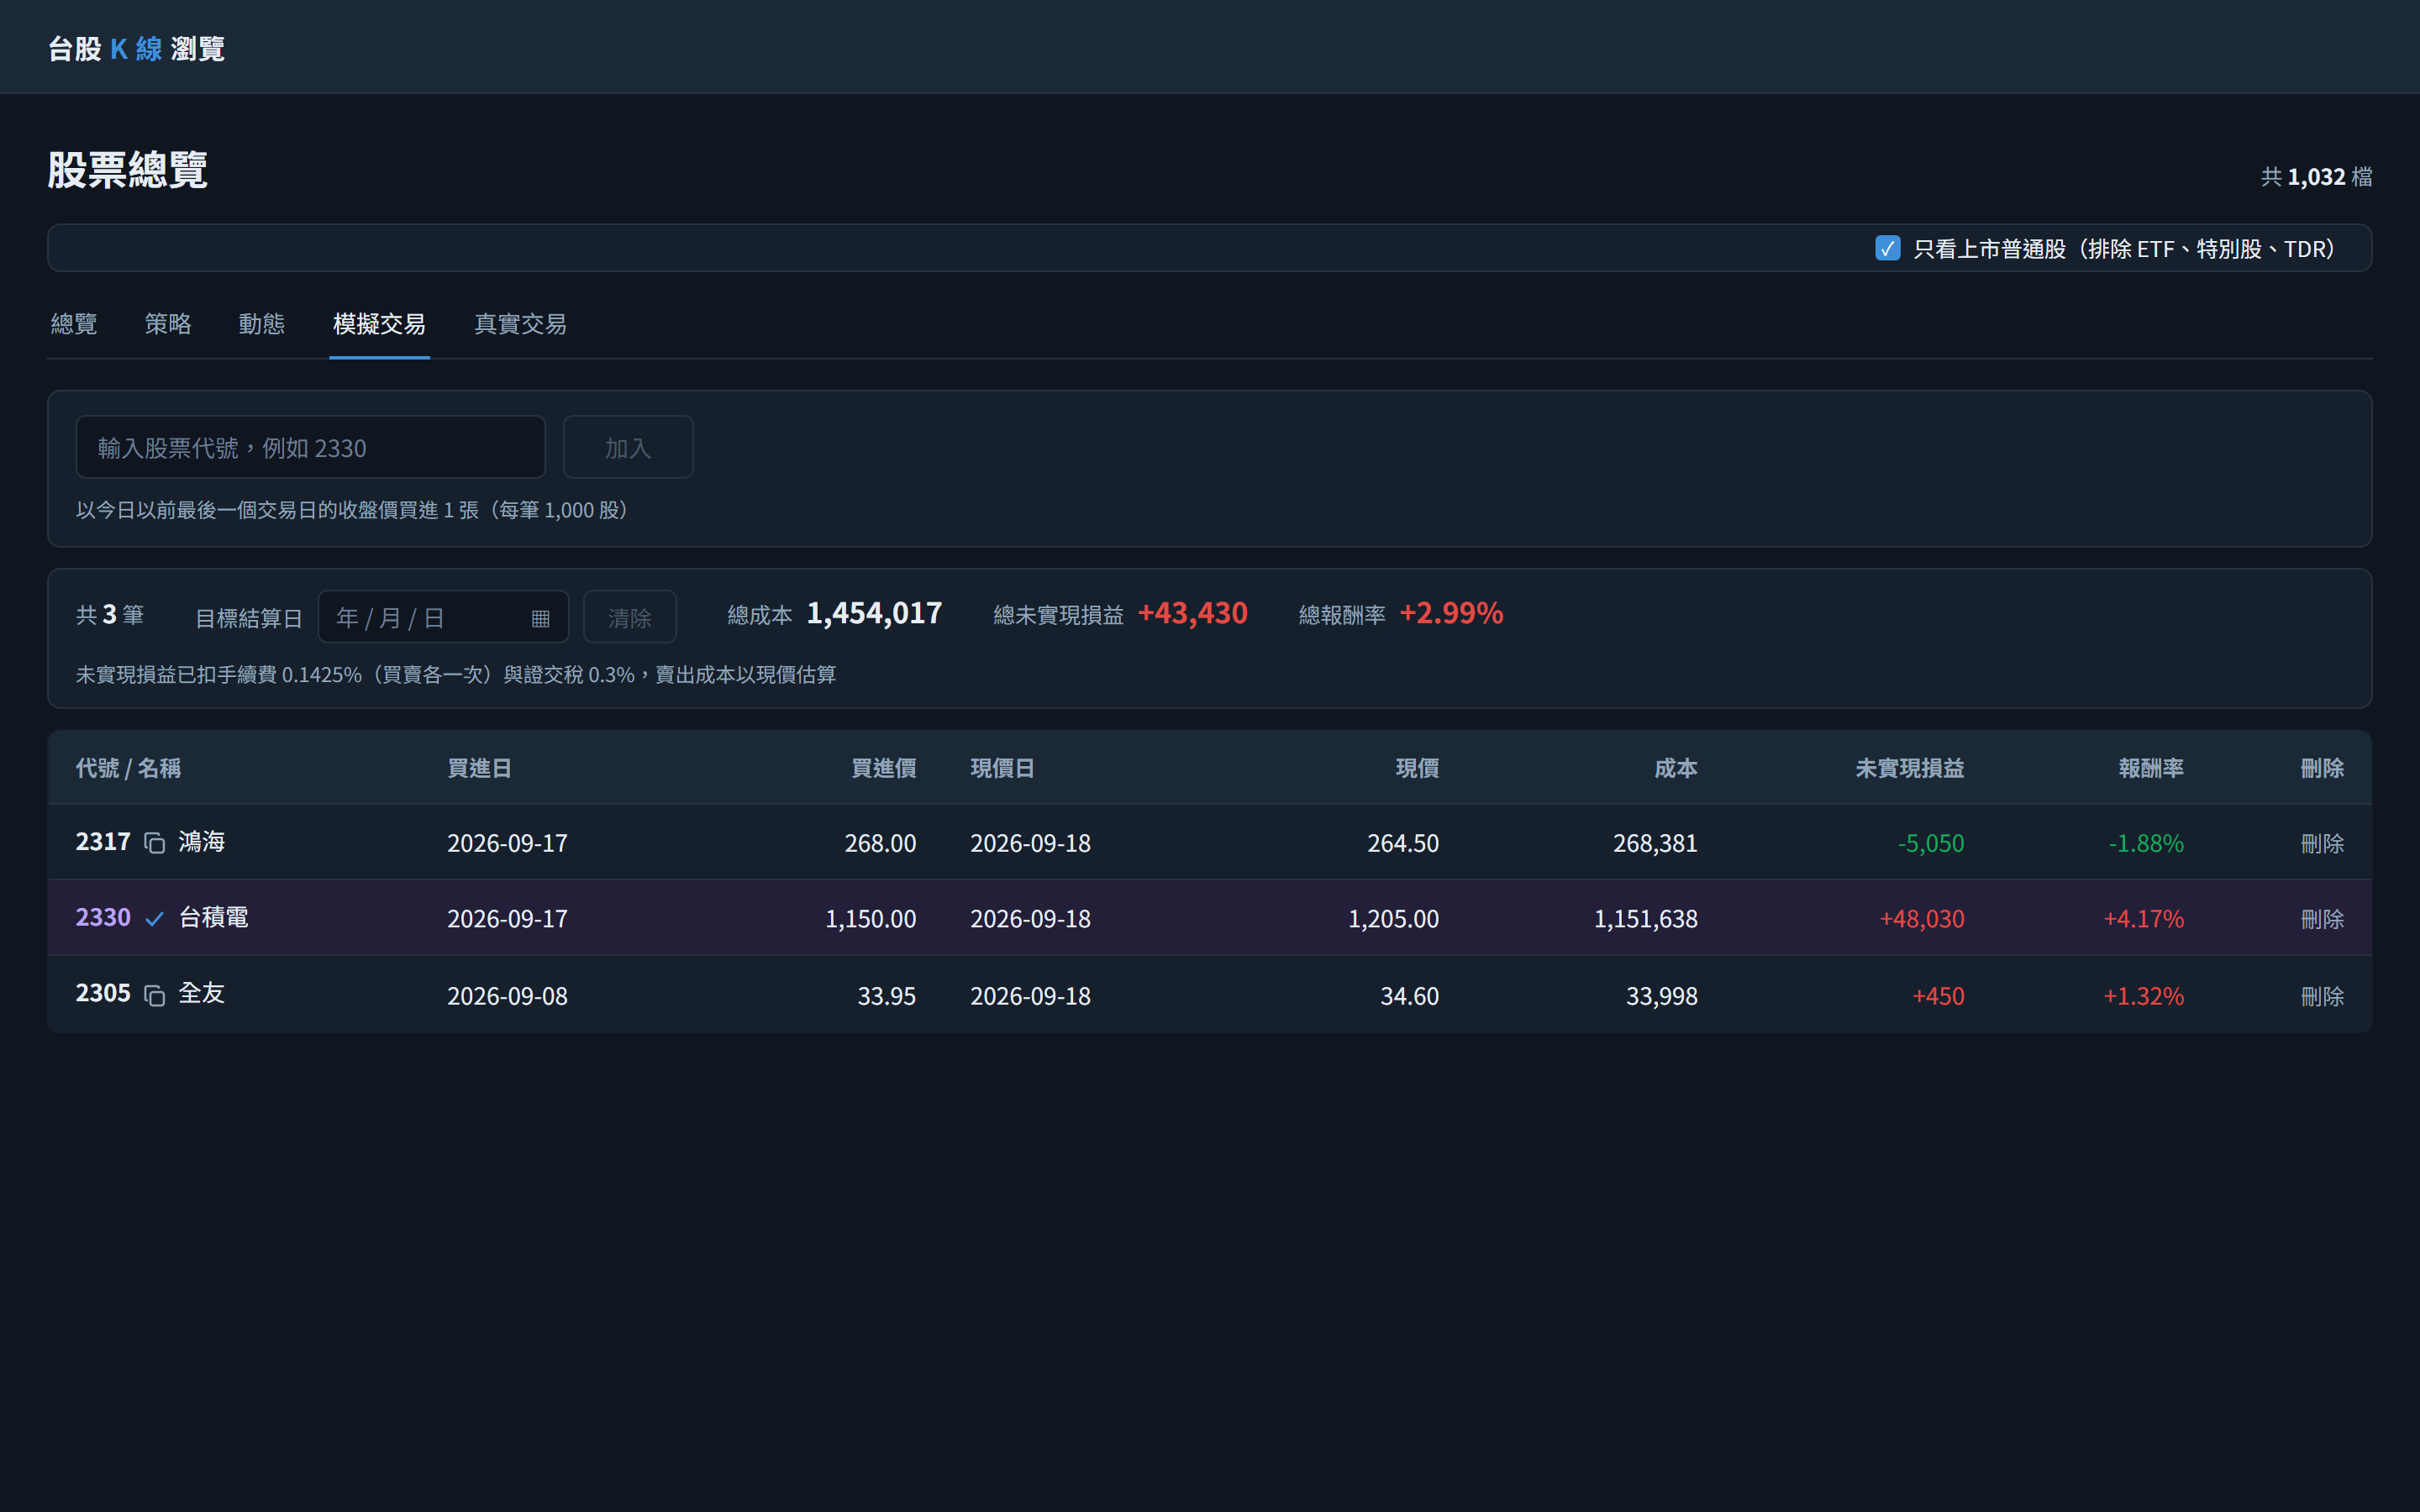 台股 K 線 瀏覽
股票總覽
共 1,032 檔
只看上市普通股（排除 ETF、特別股、TDR）
總覽 策略 動態 模擬交易 真實交易
輸入股票代號，例如 2330 加入
以今日以前最後一個交易日的收盤價買進 1 張（每筆 1,000 股）
共 3 筆 目標結算日 年 / 月 / 日 清除 總成本 1,454,017 總未實現損益 +43,430 總報酬率 +2.99%
未實現損益已扣手續費 0.1425%（買賣各一次）與證交稅 0.3%，賣出成本以現價估算
代號 / 名稱 買進日 買進價 現價日 現價 成本 未實現損益 報酬率 刪除
2317 鴻海 2026-09-17 268.00 2026-09-18 264.50 268,381 -5,050 -1.88% 刪除
2330 台積電 2026-09-17 1,150.00 2026-09-18 1,205.00 1,151,638 +48,030 +4.17% 刪除
2305 全友 2026-09-08 33.95 2026-09-18 34.60 33,998 +450 +1.32% 刪除